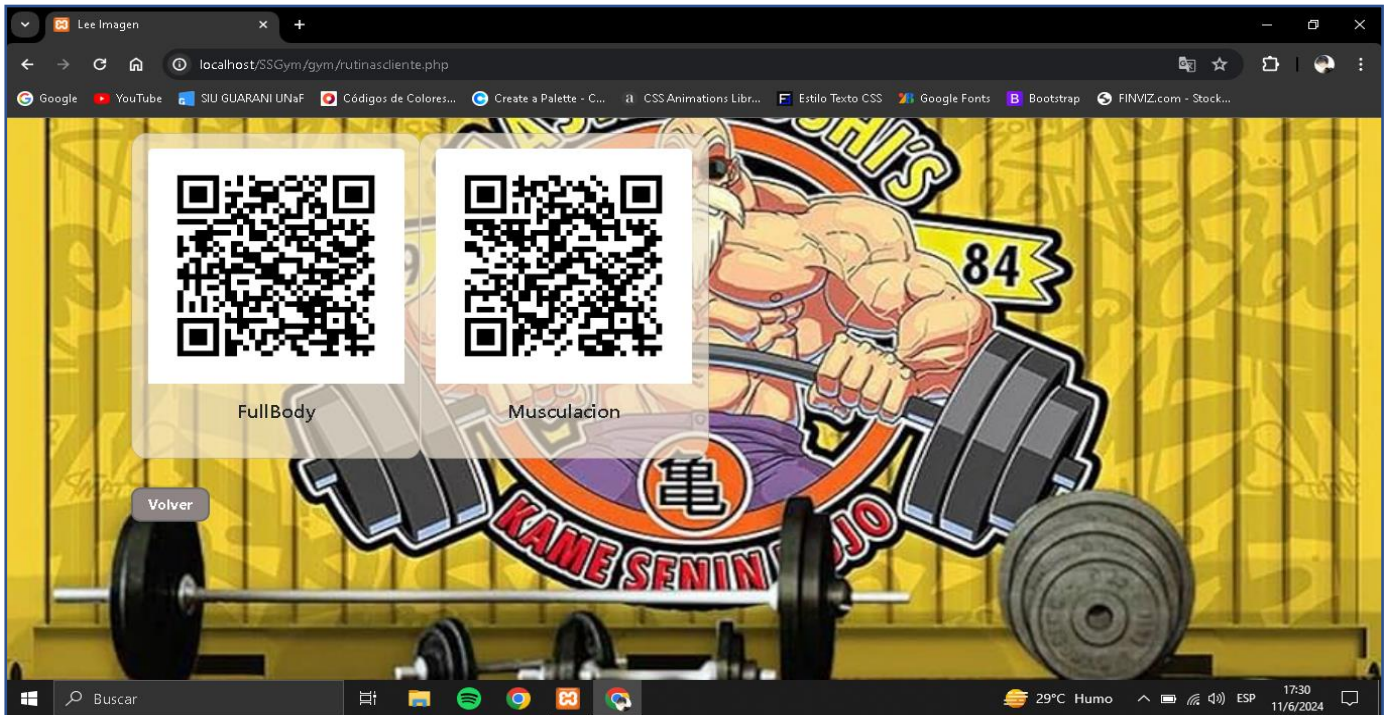 Lee Imagen
localhost/SSGym/gym/rutinascliente.php
Google YouTube SIU GUARANI UNaF Códigos de Colores... Create a Palette - C... CSS Animations Libr... Estilo Texto CSS Google Fonts Bootstrap FINVIZ.com - Stock...
SHI'S
84
FullBody
Musculacion
亀
Volver
KAME SENIN
Buscar
29°C Humo
ESP
17:30
11/6/2024